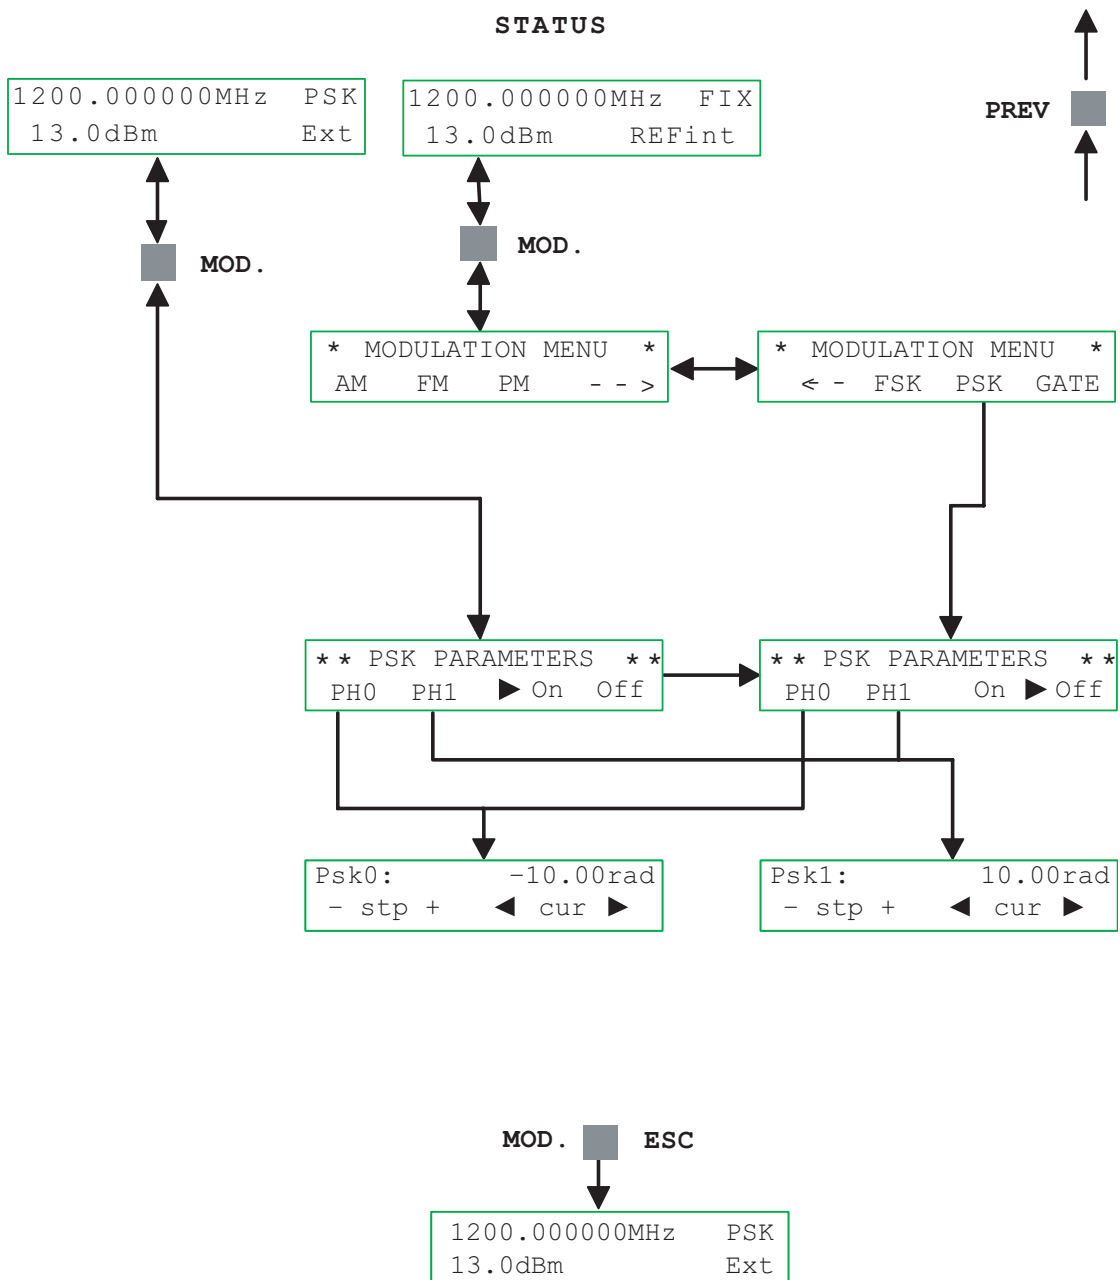 STATUS
1200.000000MHz PSK
13.0dBm Ext
1200.000000MHz FIX
13.0dBm REFint
PREV
MOD.
MOD.
* MODULATION MENU *
AM FM PM - - >
* MODULATION MENU *
< - FSK PSK GATE
* * PSK PARAMETERS * *
PH0 PH1 ▶ On Off
* * PSK PARAMETERS * *
PH0 PH1 On ▶ Off
Psk0: -10.00rad
- stp + ◀ cur ▶
Psk1: 10.00rad
- stp + ◀ cur ▶
MOD. ESC
1200.000000MHz PSK
13.0dBm Ext